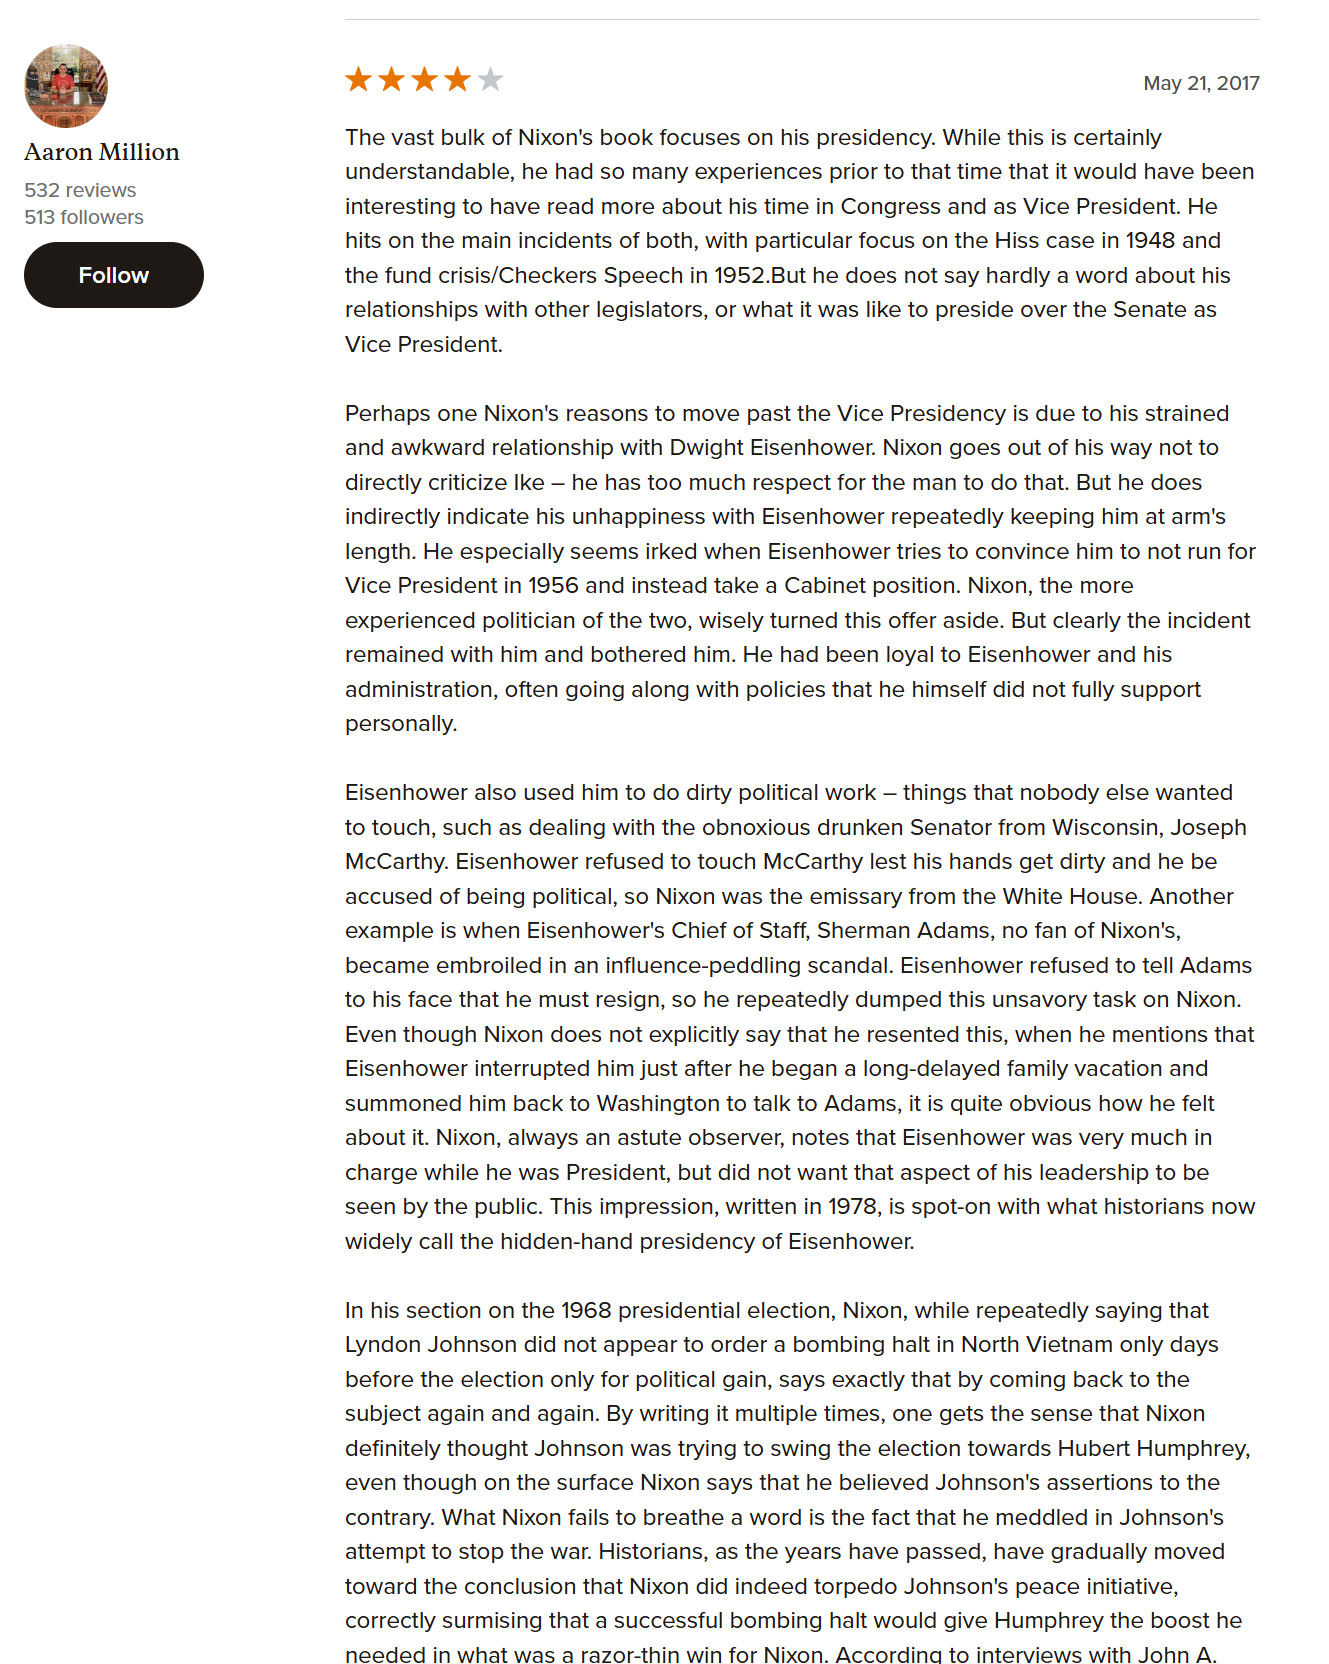 Aaron Million
532 reviews
513 followers
Follow
May 21, 2017
The vast bulk of Nixon's book focuses on his presidency. While this is certainly
understandable, he had so many experiences prior to that time that it would have been
interesting to have read more about his time in Congress and as Vice President. He
hits on the main incidents of both, with particular focus on the Hiss case in 1948 and
the fund crisis/Checkers Speech in 1952.But he does not say hardly a word about his
relationships with other legislators, or what it was like to preside over the Senate as
Vice President.
Perhaps one Nixon's reasons to move past the Vice Presidency is due to his strained
and awkward relationship with Dwight Eisenhower. Nixon goes out of his way not to
directly criticize Ike – he has too much respect for the man to do that. But he does
indirectly indicate his unhappiness with Eisenhower repeatedly keeping him at arm's
length. He especially seems irked when Eisenhower tries to convince him to not run for
Vice President in 1956 and instead take a Cabinet position. Nixon, the more
experienced politician of the two, wisely turned this offer aside. But clearly the incident
remained with him and bothered him. He had been loyal to Eisenhower and his
administration, often going along with policies that he himself did not fully support
personally.
Eisenhower also used him to do dirty political work – things that nobody else wanted
to touch, such as dealing with the obnoxious drunken Senator from Wisconsin, Joseph
McCarthy. Eisenhower refused to touch McCarthy lest his hands get dirty and he be
accused of being political, so Nixon was the emissary from the White House. Another
example is when Eisenhower's Chief of Staff, Sherman Adams, no fan of Nixon's,
became embroiled in an influence-peddling scandal. Eisenhower refused to tell Adams
to his face that he must resign, so he repeatedly dumped this unsavory task on Nixon.
Even though Nixon does not explicitly say that he resented this, when he mentions that
Eisenhower interrupted him just after he began a long-delayed family vacation and
summoned him back to Washington to talk to Adams, it is quite obvious how he felt
about it. Nixon, always an astute observer, notes that Eisenhower was very much in
charge while he was President, but did not want that aspect of his leadership to be
seen by the public. This impression, written in 1978, is spot-on with what historians now
widely call the hidden-hand presidency of Eisenhower.
In his section on the 1968 presidential election, Nixon, while repeatedly saying that
Lyndon Johnson did not appear to order a bombing halt in North Vietnam only days
before the election only for political gain, says exactly that by coming back to the
subject again and again. By writing it multiple times, one gets the sense that Nixon
definitely thought Johnson was trying to swing the election towards Hubert Humphrey,
even though on the surface Nixon says that he believed Johnson's assertions to the
contrary. What Nixon fails to breathe a word is the fact that he meddled in Johnson's
attempt to stop the war. Historians, as the years have passed, have gradually moved
toward the conclusion that Nixon did indeed torpedo Johnson's peace initiative,
correctly surmising that a successful bombing halt would give Humphrey the boost he
needed in what was a razor-thin win for Nixon. According to interviews with John A.